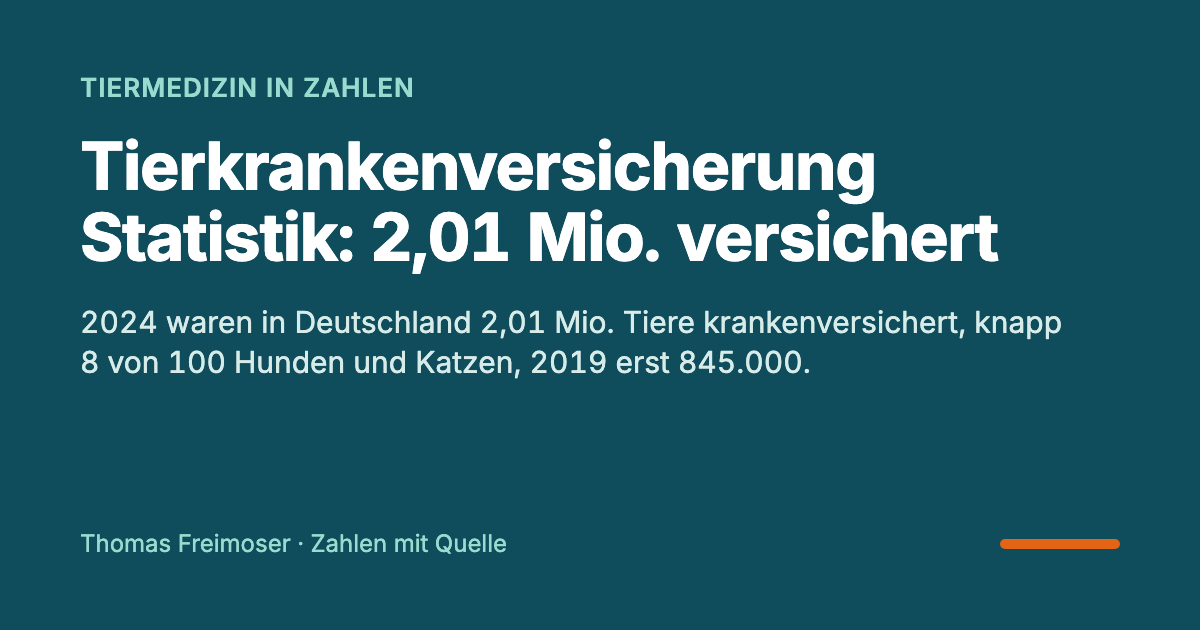 TIERMEDIZIN IN ZAHLEN
Tierkrankenversicherung
Statistik: 2,01 Mio. versichert
2024 waren in Deutschland 2,01 Mio. Tiere krankenversichert, knapp
8 von 100 Hunden und Katzen, 2019 erst 845.000.
Thomas Freimoser · Zahlen mit Quelle